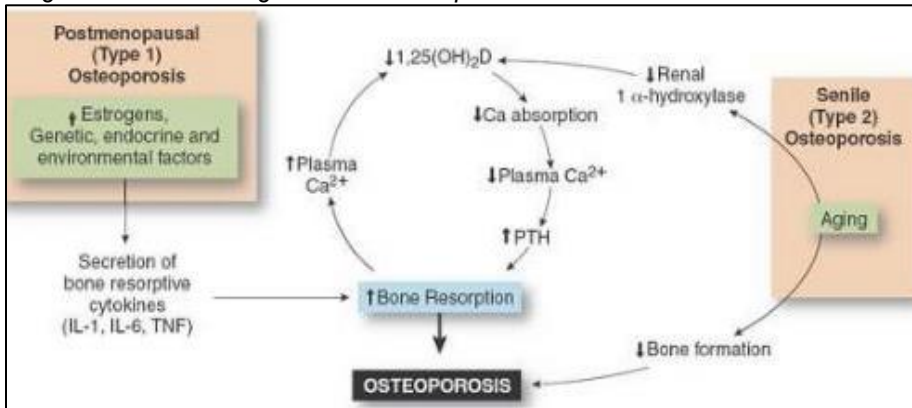 Postmenopausal
(Type 1)
Osteoporosis
⬆Estrogens,
Genetic, endocrine and
environmental factors
Secretion of
bone resorptive
cytokines
(IL-1, IL-6, TNF)
⬇1,25(OH)₂D
⬇Ca absorption
⬇Plasma Ca²⁺
⬆PTH
⬆Bone Resorption
⬆Plasma
Ca²⁺
OSTEOPOROSIS
⬇Renal
1 α-hydroxylase
Senile
(Type 2)
Osteoporosis
Aging
⬇Bone formation